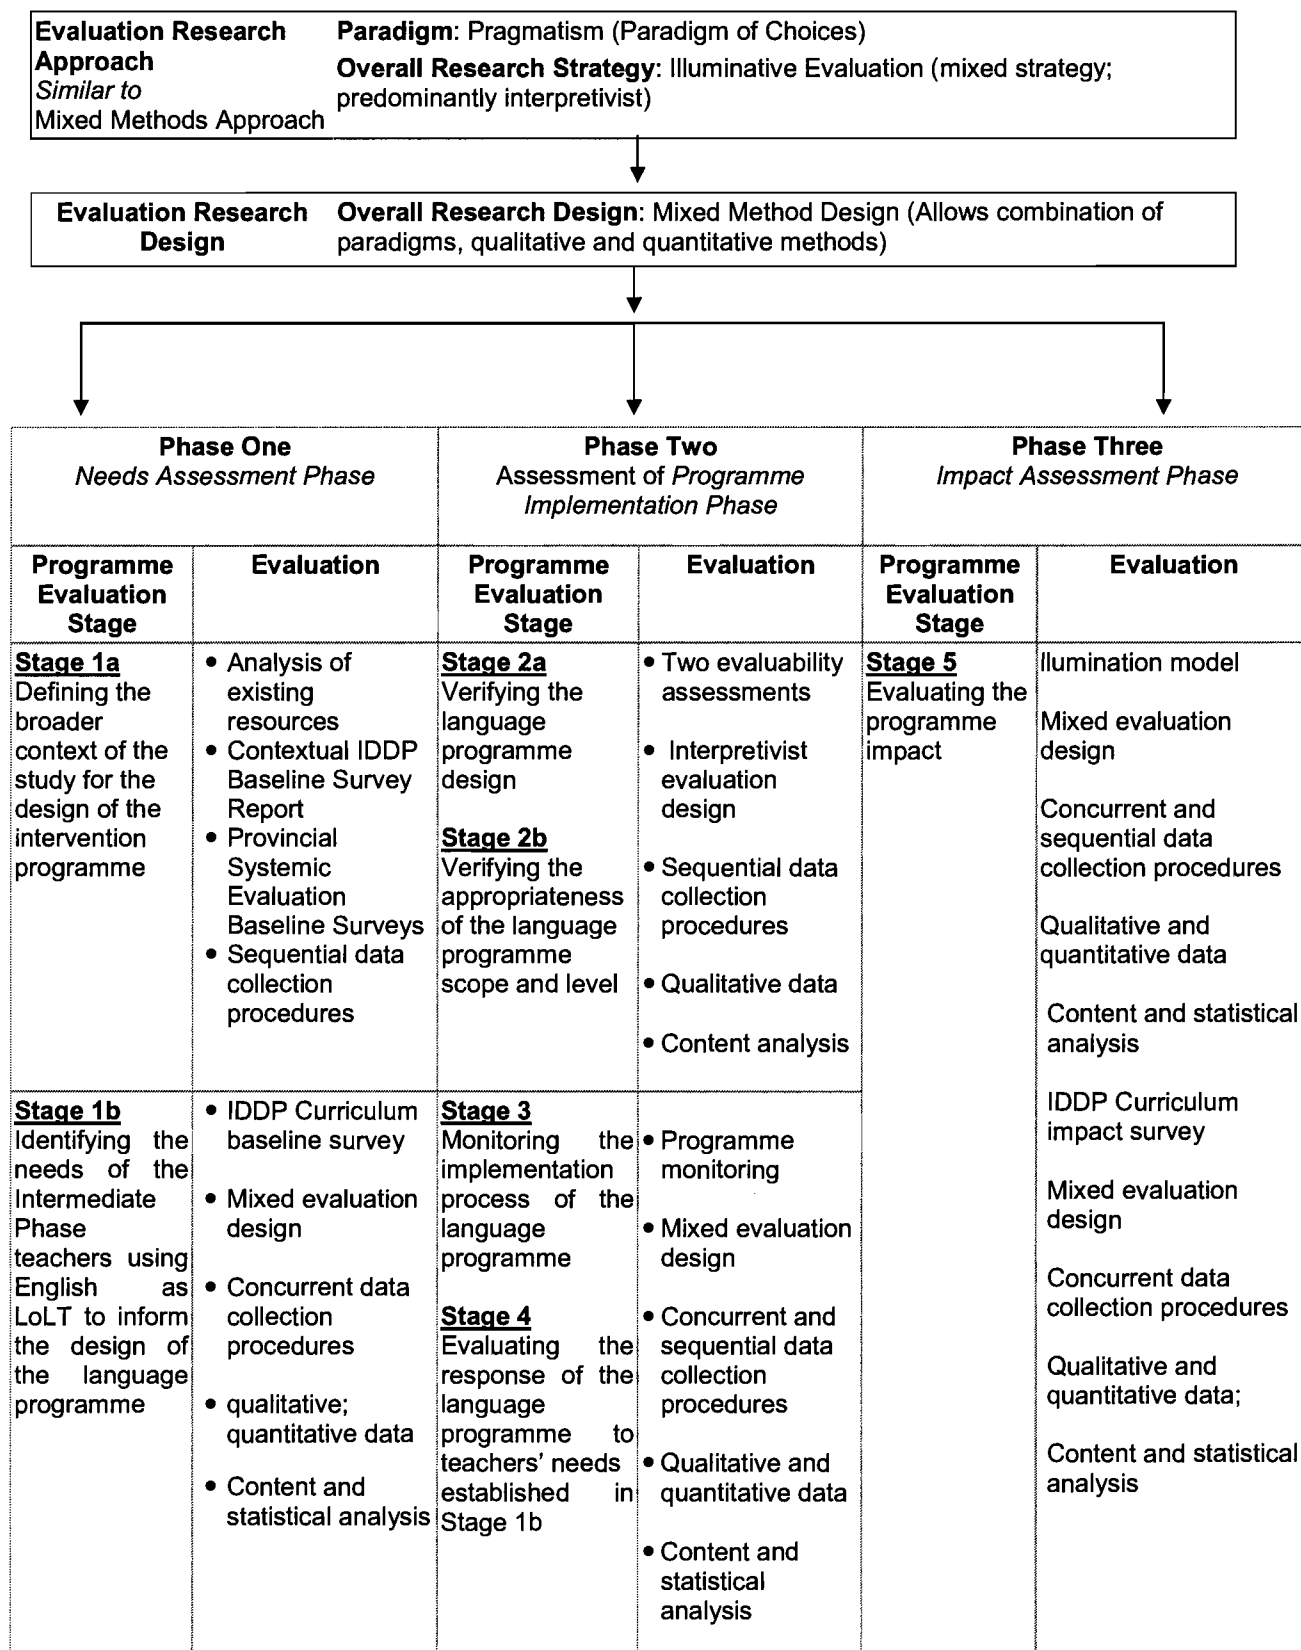 Evaluation Research
Approach
Similar to
Mixed Methods Approach
Paradigm: Pragmatism (Paradigm of Choices)
Overall Research Strategy: Illuminative Evaluation (mixed strategy;
predominantly interpretivist)
Evaluation Research
Design
Overall Research Design: Mixed Method Design (Allows combination of
paradigms, qualitative and quantitative methods)
Phase One
Needs Assessment Phase
Phase Two
Assessment of Programme
Implementation Phase
Phase Three
Impact Assessment Phase
Programme
Evaluation
Stage
Evaluation
Programme
Evaluation
Stage
Evaluation
Programme
Evaluation
Stage
Evaluation
Stage 1a
Defining the
broader
context of the
study for the
design of the
intervention
programme
• Analysis of
existing
resources
• Contextual IDDP
Baseline Survey
Report
• Provincial
Systemic
Evaluation
Baseline Surveys
• Sequential data
collection
procedures
Stage 2a
Verifying the
language
programme
design
Stage 2b
Verifying the
appropriateness
of the language
programme
scope and level
• Two evaluability
assessments
• Interpretivist
evaluation
design
• Sequential data
collection
procedures
• Qualitative data
• Content analysis
Stage 5
Evaluating the
programme
impact
Ilumination model
Mixed evaluation
design
Concurrent and
sequential data
collection procedures
Qualitative and
quantitative data
Content and statistical
analysis
IDDP Curriculum
impact survey
Mixed evaluation
design
Concurrent data
collection procedures
Qualitative and
quantitative data;
Content and statistical
analysis
Stage 1b
Identifying the
needs of the
Intermediate
Phase
teachers using
English as
LoLT to inform
the design of
the language
programme
• IDDP Curriculum
baseline survey
• Mixed evaluation
design
• Concurrent data
collection
procedures
• qualitative;
quantitative data
• Content and
statistical analysis
Stage 3
Monitoring the
implementation
process of the
language
programme
Stage 4
Evaluating the
response of the
language
programme to
teachers' needs
established in
Stage 1b
• Programme
monitoring
• Mixed evaluation
design
• Concurrent and
sequential data
collection
procedures
• Qualitative and
quantitative data
• Content and
statistical
analysis